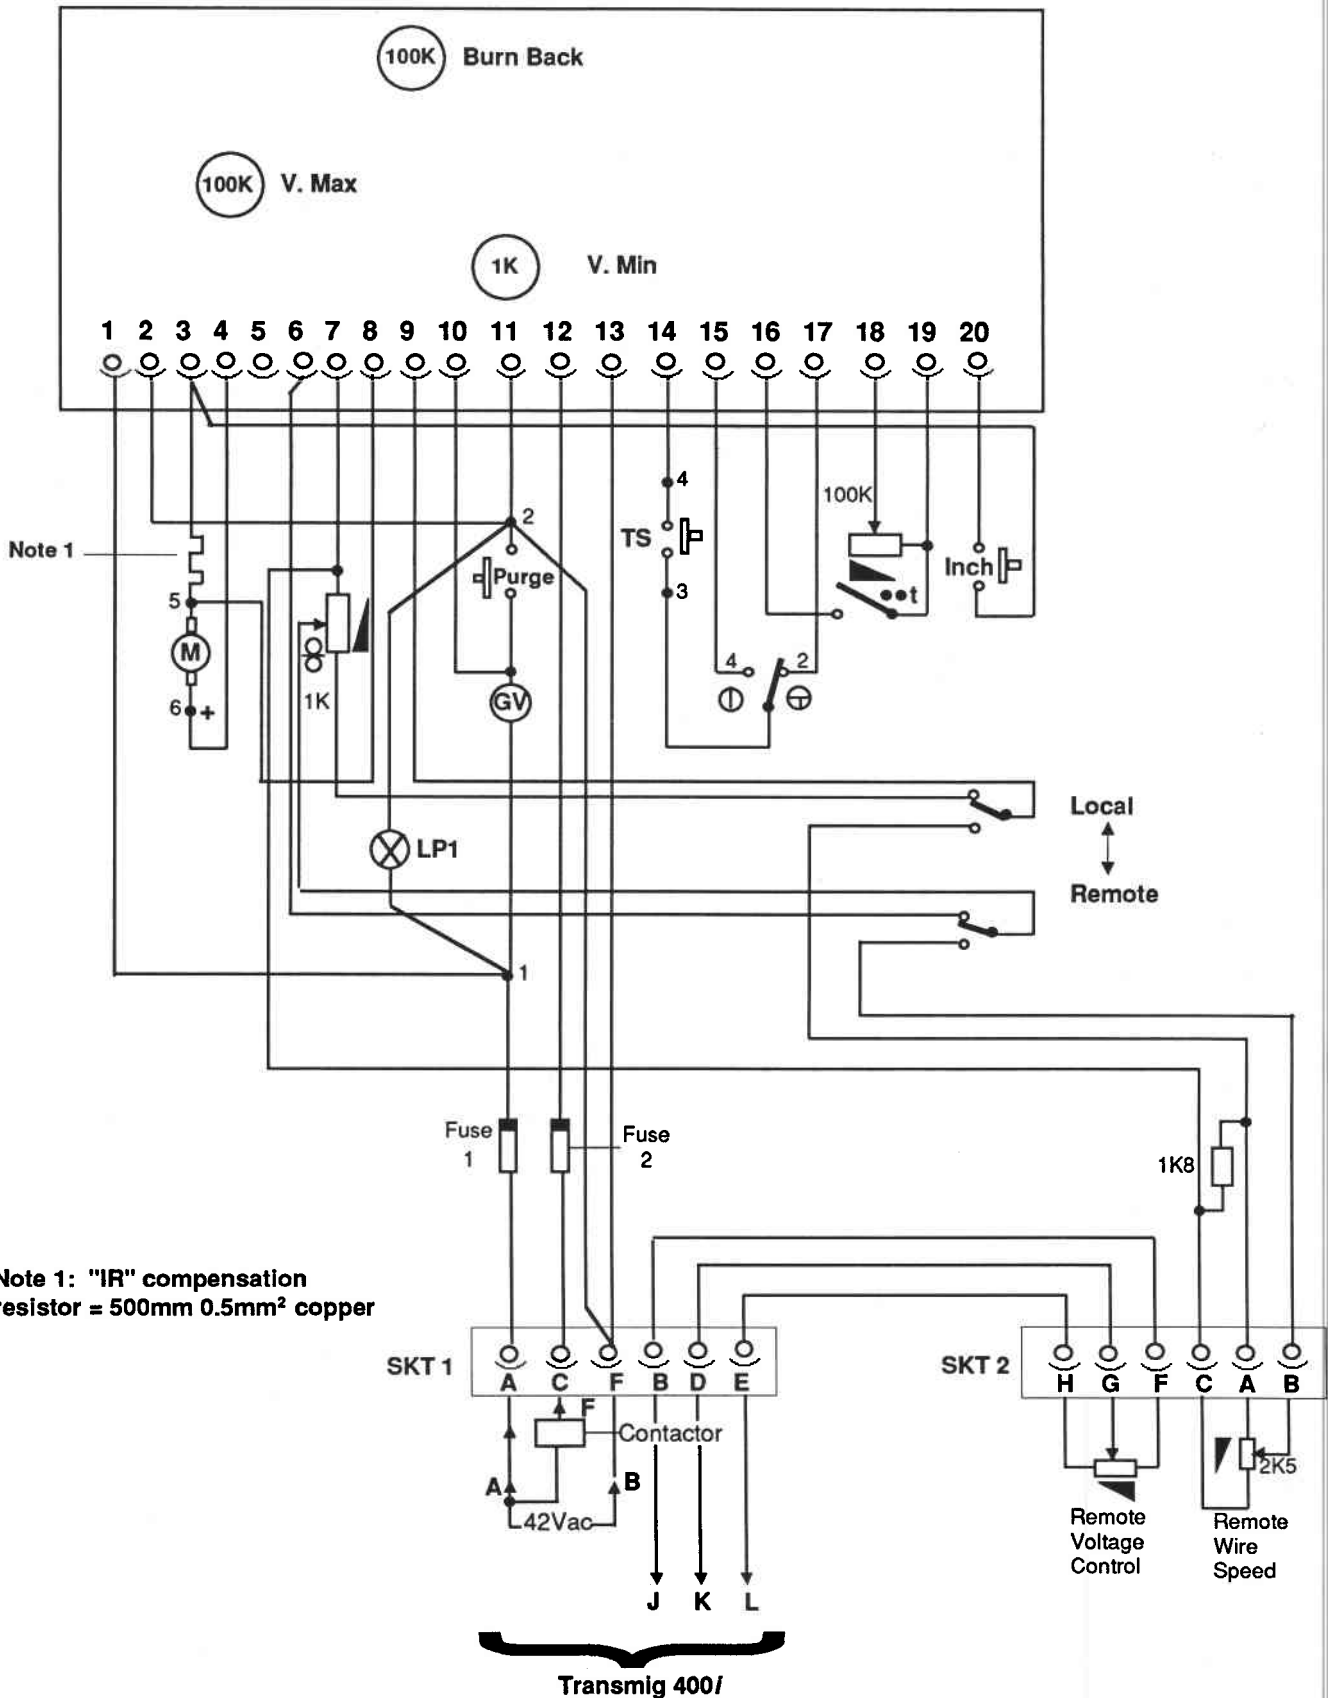 100K Burn Back
100K V. Max
1K V. Min
1 2 3 4 5 6 7 8 9 10 11 12 13 14 15 16 17 18 19 20
4
100K
2
TS
Note 1
Purge
Inch
t
3
5
M
4 2
1K
GV
6 +
Local
LP1
Remote
1
Fuse
1
Fuse
2
1K8
Note 1: "IR" compensation
resistor = 500mm 0.5mm² copper
SKT 1
A C F B D E
SKT 2
H G F C A B
F
Contactor
A
B
2K5
42Vac
Remote
Voltage
Control
Remote
Wire
Speed
J K L
Transmig 400i